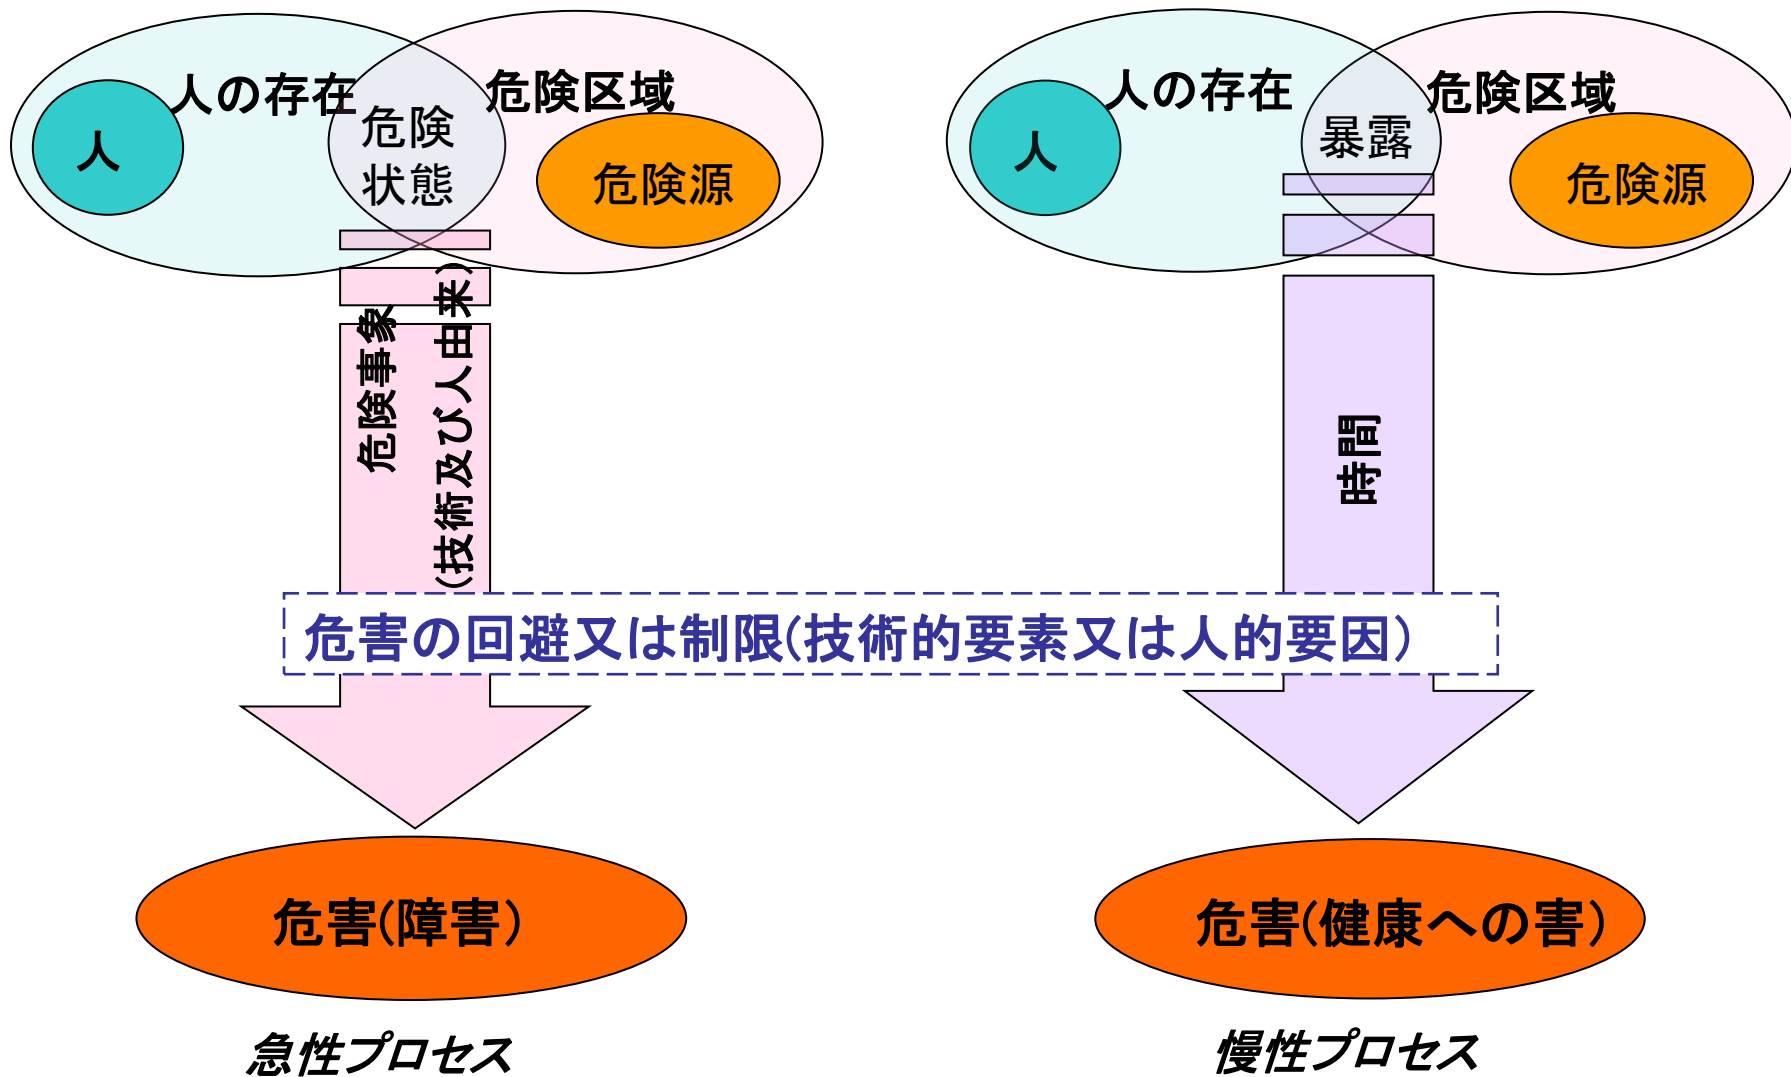 人の存在
危険区域
人
危険
状態
危険源
危険事象
(技術及び人由来)
人の存在
危険区域
人
暴露
危険源
時間
危害の回避又は制限(技術的要素又は人的要因)
危害(障害)
危害(健康への害)
急性プロセス
慢性プロセス